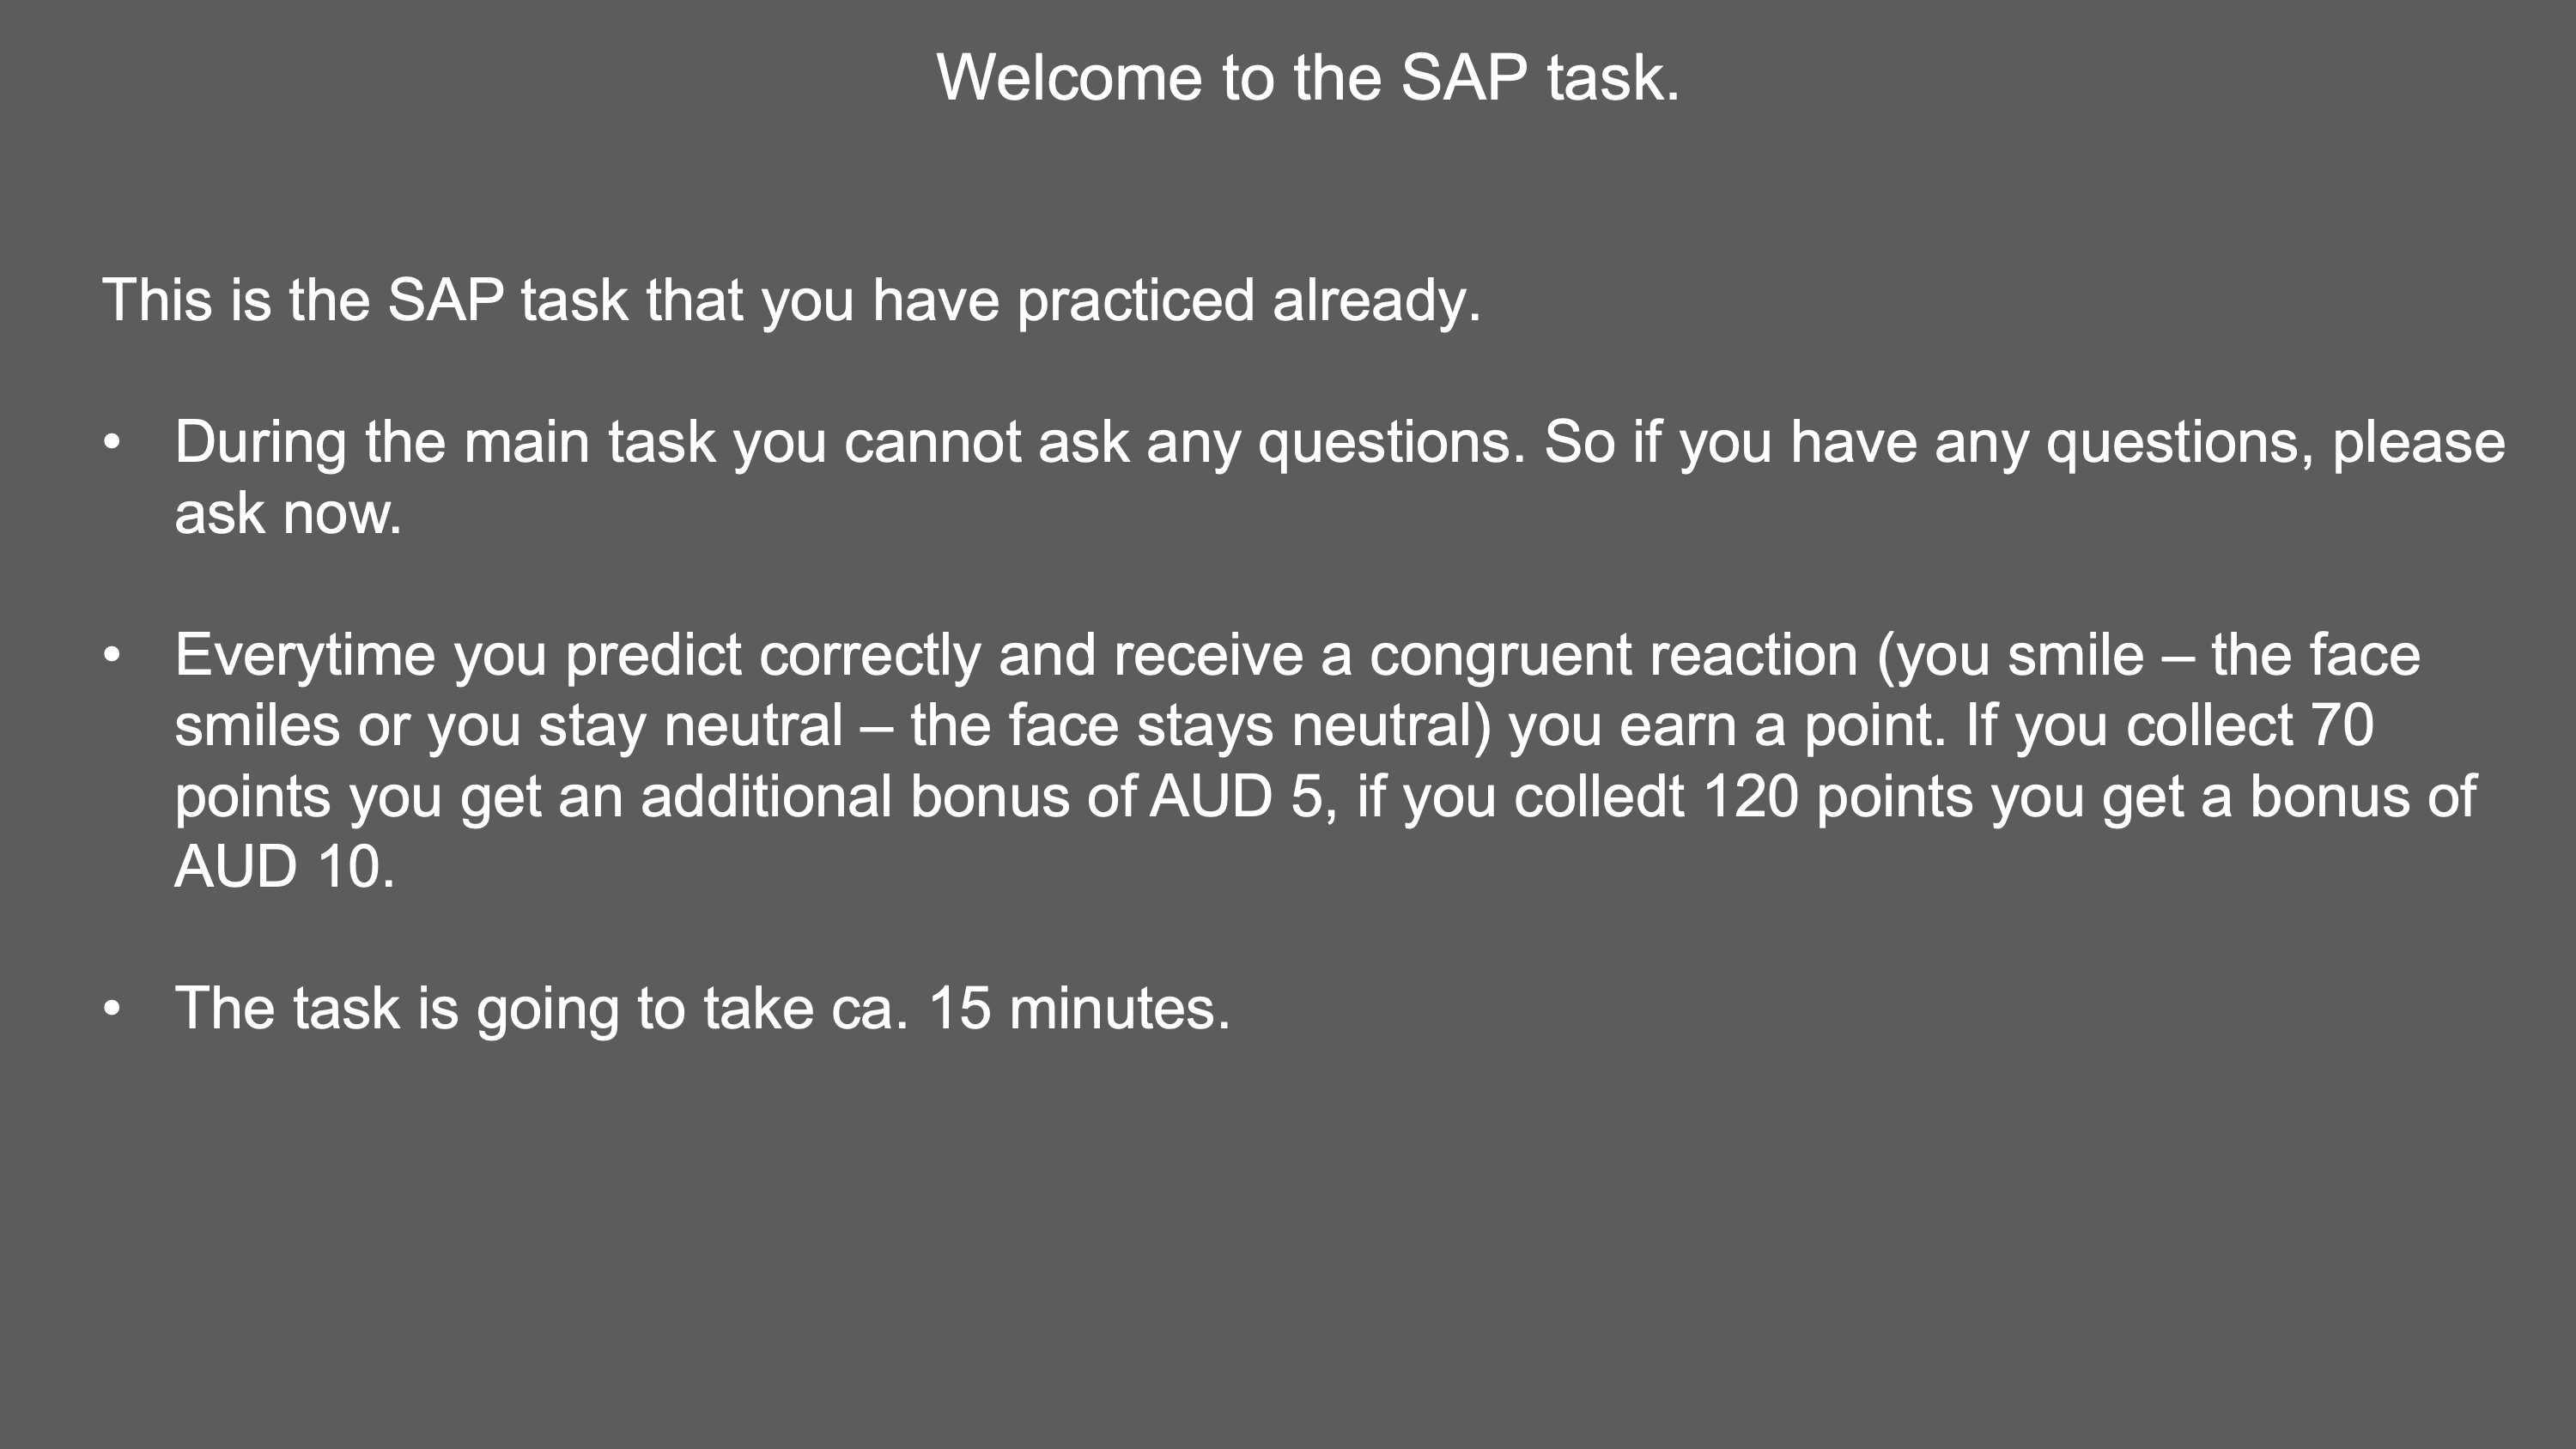 Welcome to the SAP task.
This is the SAP task that you have practiced already.
• During the main task you cannot ask any questions. So if you have any questions, please
ask now.
• Everytime you predict correctly and receive a congruent reaction (you smile – the face
smiles or you stay neutral – the face stays neutral) you earn a point. If you collect 70
points you get an additional bonus of AUD 5, if you colledt 120 points you get a bonus of
AUD 10.
• The task is going to take ca. 15 minutes.